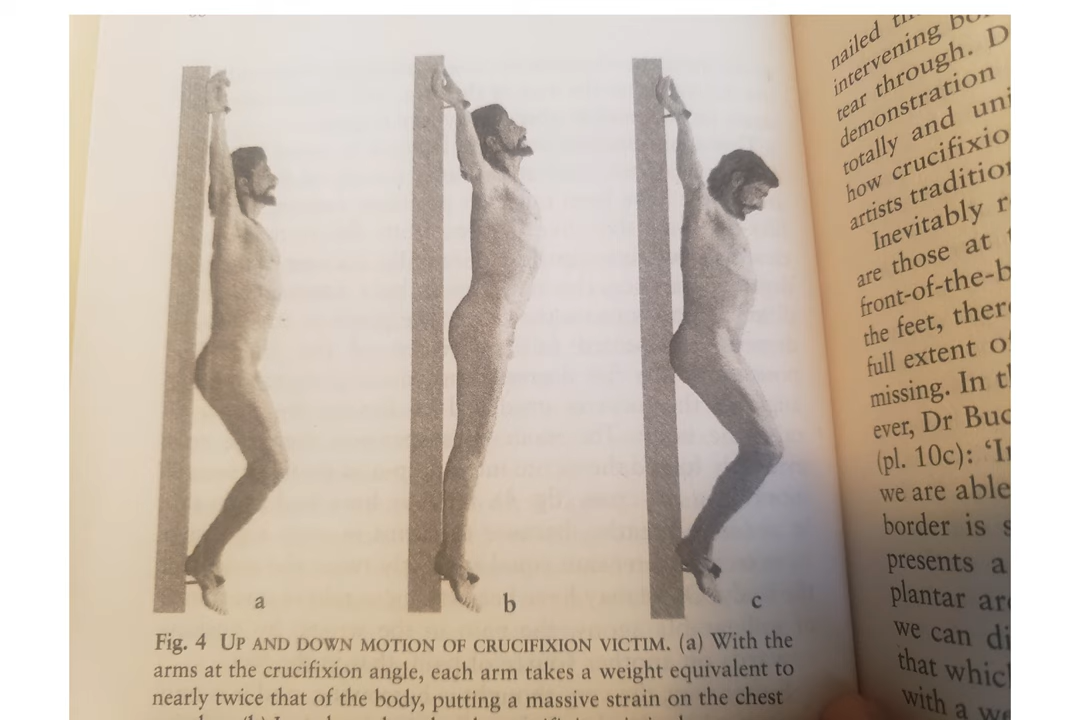 a
b
c
Fig. 4 UP AND DOWN MOTION OF CRUCIFIXION VICTIM. (a) With the
arms at the crucifixion angle, each arm takes a weight equivalent to
nearly twice that of the body, putting a massive strain on the chest
nailed
intervening
tear through. D
demonstration
totally and uni
how crucifixio
artists tradition
Inevitably r
are those at
front-of-the-b
the feet, ther
full extent o
missing. In t
ever, Dr Buc
(pl. 10c): 'I
we are able
border is s
presents a
plantar ar
we can di
that whic
with a w